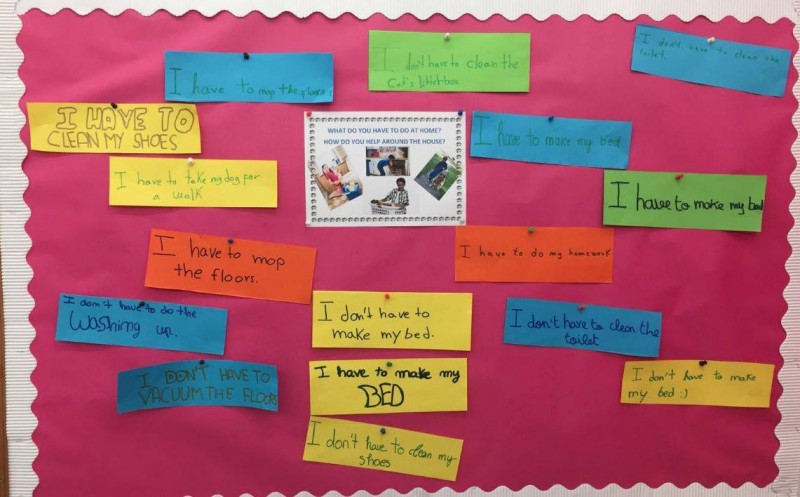 I have to mop the floors.
I don't have to clean the
Cat's litterbox
I don't have to clean the
toilet.
I HAVE TO
CLEAN MY SHOES
WHAT DO YOU HAVE TO DO AT HOME?
HOW DO YOU HELP AROUND THE HOUSE?
I have to make my bed
I have to take my dog for
a walk
I have to make my bed
I have to mop
the floors.
I have to do my homework
I don't have to do the
Washing up.
I don't have to
make my bed.
I don't have to clean the
toilet
I DON'T HAVE TO
VACUUM THE FLOORS
I have to make my
BED
I don't have to make
my bed :)
I don't have to clean my
shoes